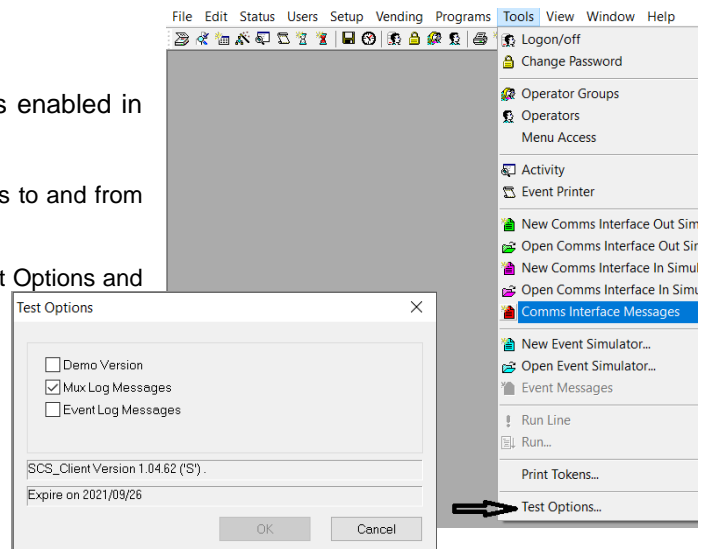 File Edit Status Users Setup Vending Programs Tools View Window Help
s enabled in
s to and from
t Options and
Logon/off
Change Password
Operator Groups
Operators
Menu Access
Activity
Event Printer
New Comms Interface Out Sim
Open Comms Interface Out Sir
New Comms Interface In Simul
Open Comms Interface In Simu
Comms Interface Messages
New Event Simulator...
Open Event Simulator...
Event Messages
Run Line
Run...
Print Tokens...
Test Options...
Test Options
Demo Version
Mux Log Messages
Event Log Messages
SCS_Client Version 1.04.62 ('S') .
Expire on 2021/09/26
OK Cancel